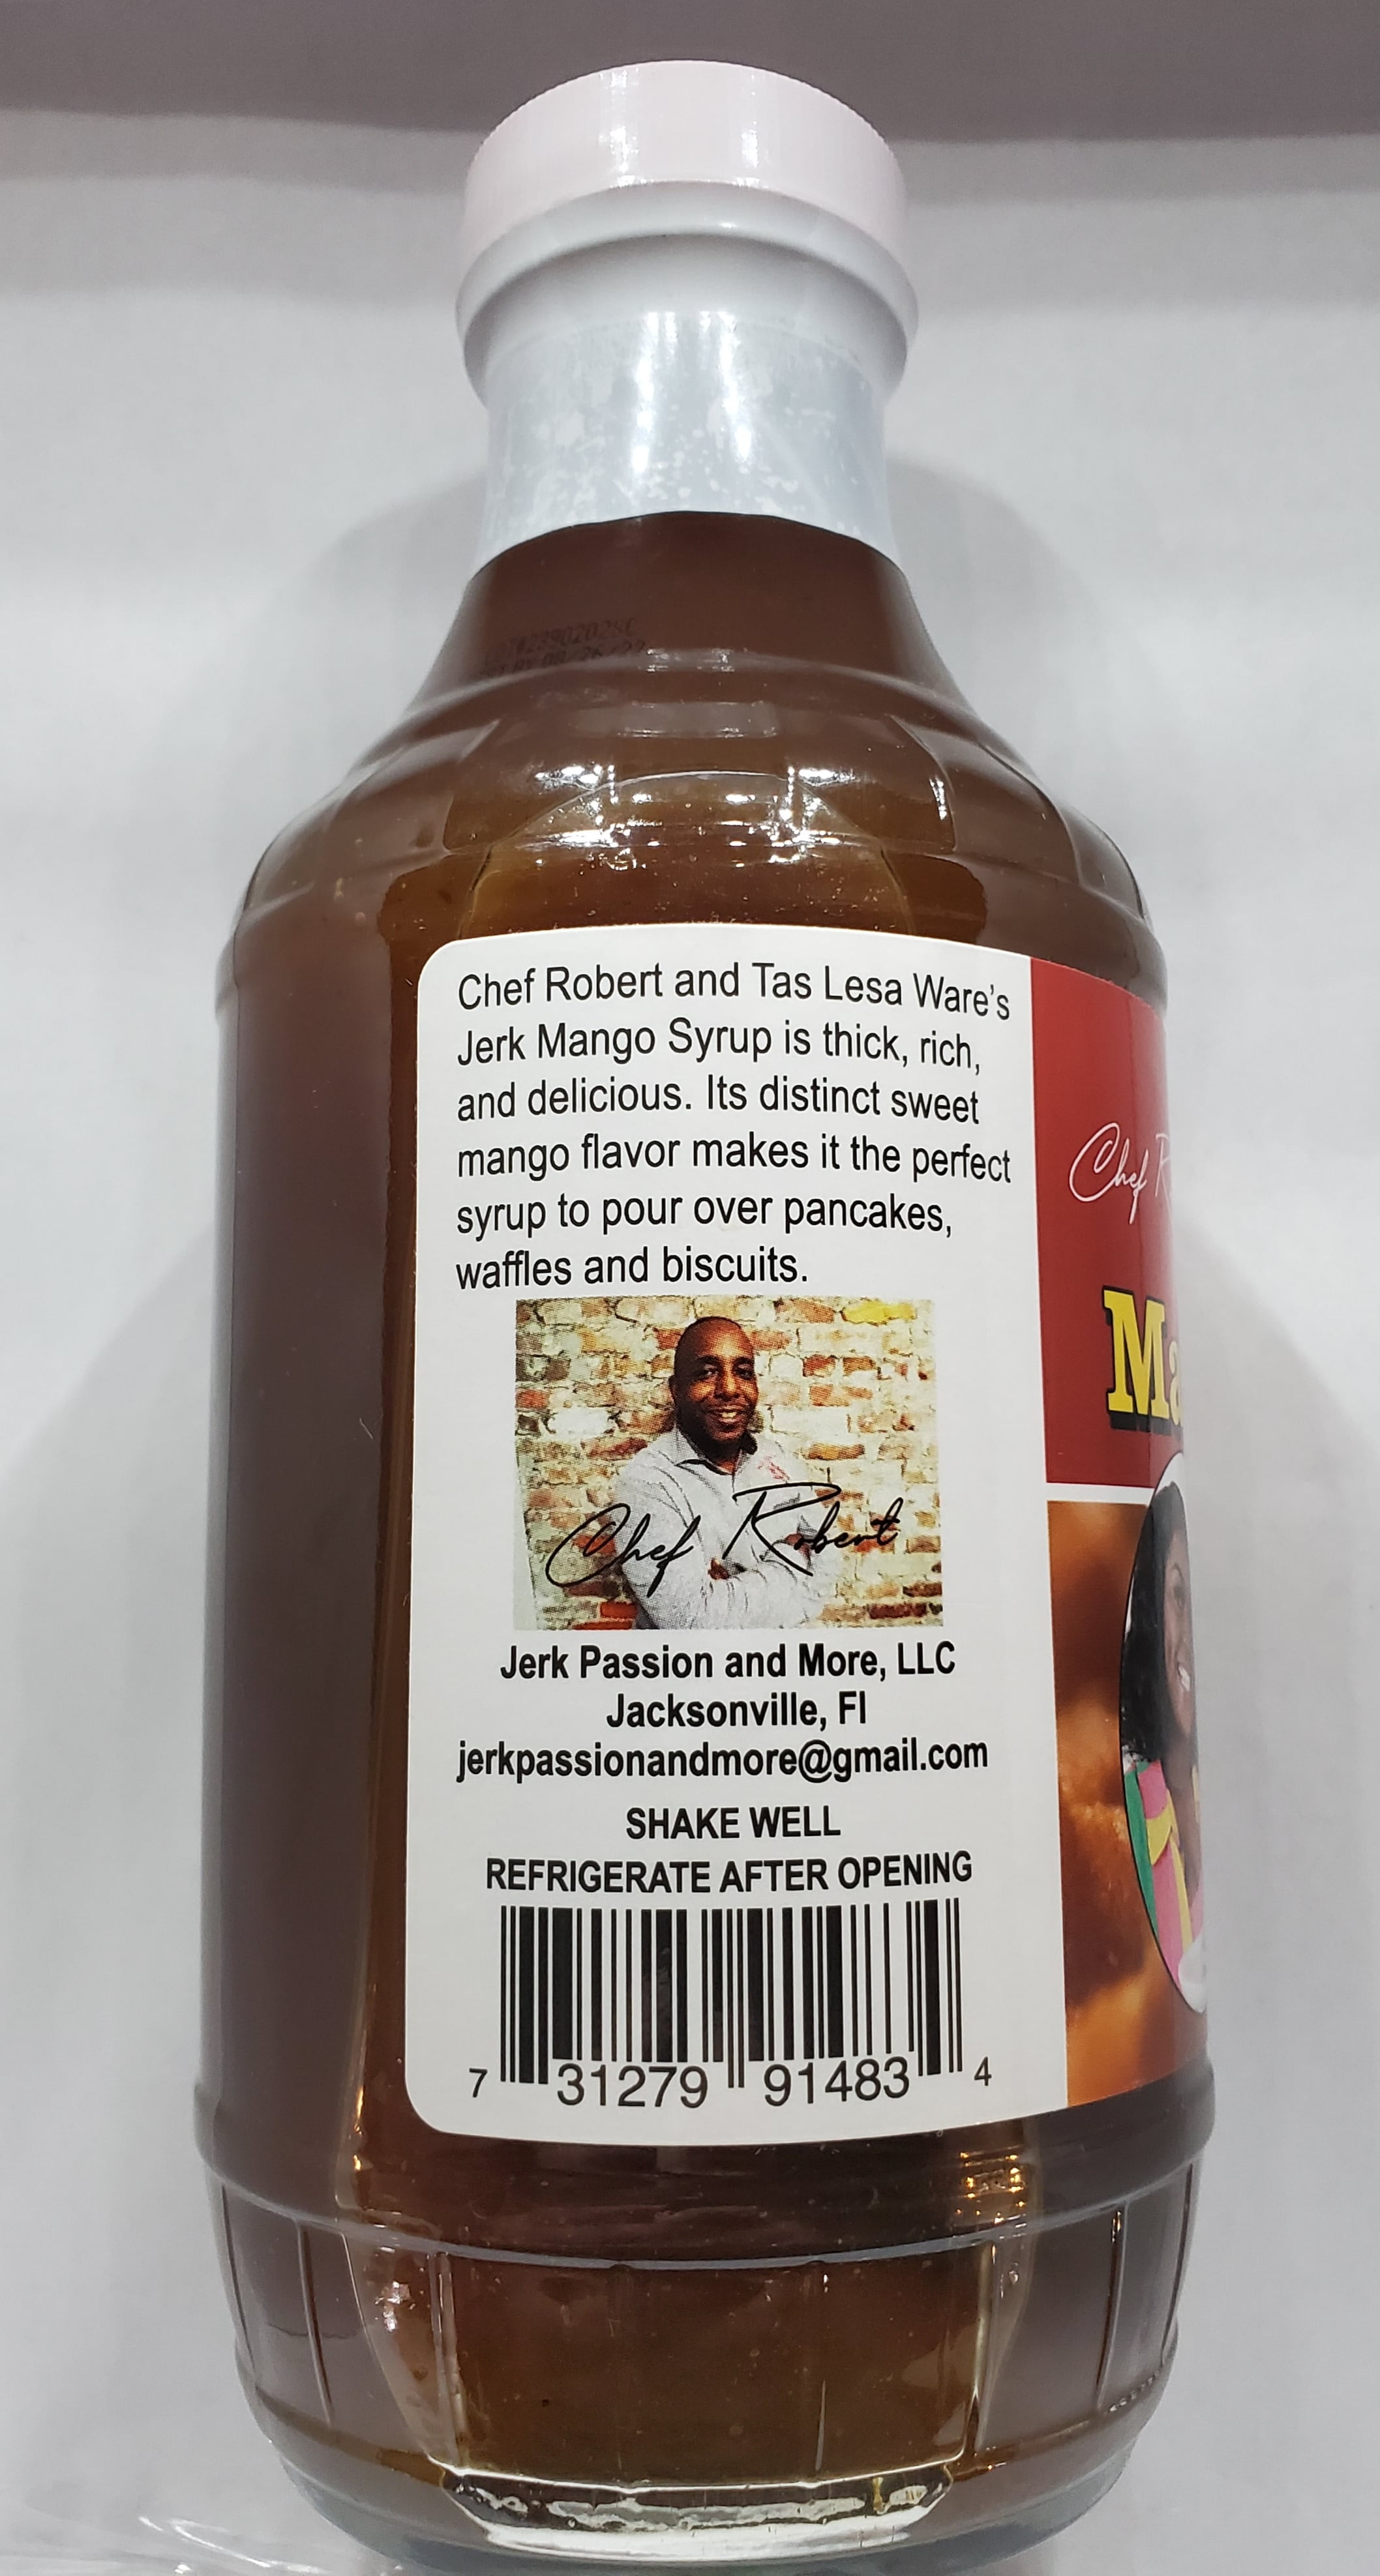 Chef Robert and Tas Lesa Ware's
Jerk Mango Syrup is thick, rich,
and delicious. Its distinct sweet
mango flavor makes it the perfect
syrup to pour over pancakes,
waffles and biscuits.
Chef Robert
Jerk Passion and More, LLC
Jacksonville, Fl
jerkpassionandmore@gmail.com
SHAKE WELL
REFRIGERATE AFTER OPENING
7 31279 91483 4
Chef